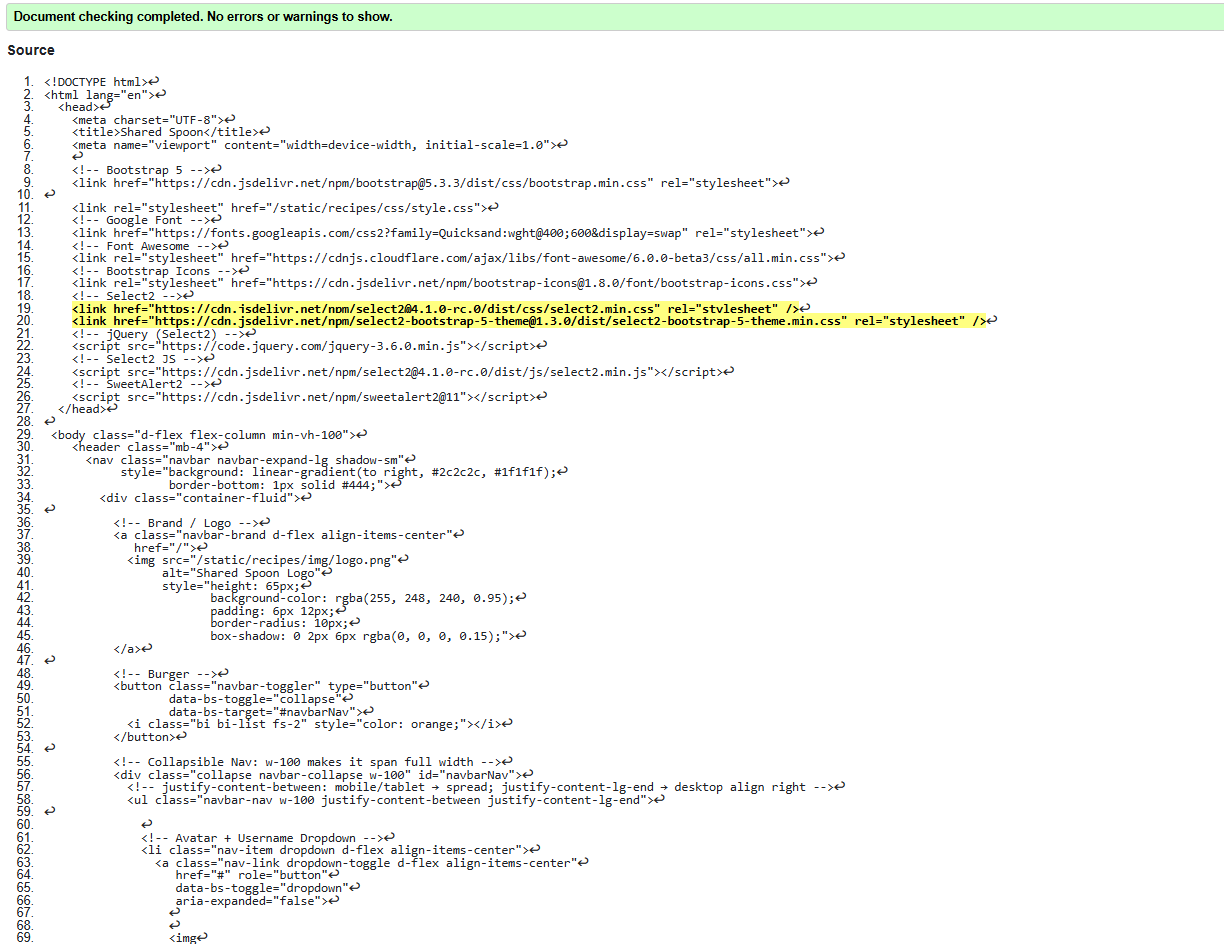 Document checking completed. No errors or warnings to show.
Source
1. <!DOCTYPE html>↩
2. <html lang="en">↩
3. <head>↩
4. <meta charset="UTF-8">↩
5. <title>Shared Spoon</title>↩
6. <meta name="viewport" content="width=device-width, initial-scale=1.0">↩
7. ↩
8. <!-- Bootstrap 5 -->↩
9. <link href="https://cdn.jsdelivr.net/npm/bootstrap@5.3.3/dist/css/bootstrap.min.css" rel="stylesheet">↩
10. ↩
11. <link rel="stylesheet" href="/static/recipes/css/style.css">↩
12. <!-- Google Font -->↩
13. <link href="https://fonts.googleapis.com/css2?family=Quicksand:wght@400;600&display=swap" rel="stylesheet">↩
14. <!-- Font Awesome -->↩
15. <link rel="stylesheet" href="https://cdnjs.cloudflare.com/ajax/libs/font-awesome/6.0.0-beta3/css/all.min.css">↩
16. <!-- Bootstrap Icons -->↩
17. <link rel="stylesheet" href="https://cdn.jsdelivr.net/npm/bootstrap-icons@1.8.0/font/bootstrap-icons.css">↩
18. <!-- Select2 -->↩
19. <link href="https://cdn.jsdelivr.net/npm/select2@4.1.0-rc.0/dist/css/select2.min.css" rel="stylesheet" />↩
20. <link href="https://cdn.jsdelivr.net/npm/select2-bootstrap-5-theme@1.3.0/dist/select2-bootstrap-5-theme.min.css" rel="stylesheet" />↩
21. <!-- jQuery (Select2) -->↩
22. <script src="https://code.jquery.com/jquery-3.6.0.min.js"></script>↩
23. <!-- Select2 JS -->↩
24. <script src="https://cdn.jsdelivr.net/npm/select2@4.1.0-rc.0/dist/js/select2.min.js"></script>↩
25. <!-- SweetAlert2 -->↩
26. <script src="https://cdn.jsdelivr.net/npm/sweetalert2@11"></script>↩
27. </head>↩
28. ↩
29. <body class="d-flex flex-column min-vh-100">↩
30. <header class="mb-4">↩
31. <nav class="navbar navbar-expand-lg shadow-sm"↩
32. style="background: linear-gradient(to right, #2c2c2c, #1f1f1f);↩
33. border-bottom: 1px solid #444;">↩
34. <div class="container-fluid">↩
35. ↩
36. <!-- Brand / Logo -->↩
37. <a class="navbar-brand d-flex align-items-center"↩
38. href="/">↩
39. <img src="/static/recipes/img/logo.png"↩
40. alt="Shared Spoon Logo"↩
41. style="height: 65px;↩
42. background-color: rgba(255, 248, 240, 0.95);↩
43. padding: 6px 12px;↩
44. border-radius: 10px;↩
45. box-shadow: 0 2px 6px rgba(0, 0, 0, 0.15);">↩
46. </a>↩
47. ↩
48. <!-- Burger -->↩
49. <button class="navbar-toggler" type="button"↩
50. data-bs-toggle="collapse"↩
51. data-bs-target="#navbarNav">↩
52. <i class="bi bi-list fs-2" style="color: orange;"></i>↩
53. </button>↩
54. ↩
55. <!-- Collapsible Nav: w-100 makes it span full width -->↩
56. <div class="collapse navbar-collapse w-100" id="navbarNav">↩
57. <!-- justify-content-between: mobile/tablet → spread; justify-content-lg-end → desktop align right -->↩
58. <ul class="navbar-nav w-100 justify-content-between justify-content-lg-end">↩
59. ↩
60. ↩
61. <!-- Avatar + Username Dropdown -->↩
62. <li class="nav-item dropdown d-flex align-items-center">↩
63. <a class="nav-link dropdown-toggle d-flex align-items-center"↩
64. href="#" role="button"↩
65. data-bs-toggle="dropdown"↩
66. aria-expanded="false">↩
67. ↩
68. ↩
69. <img↩